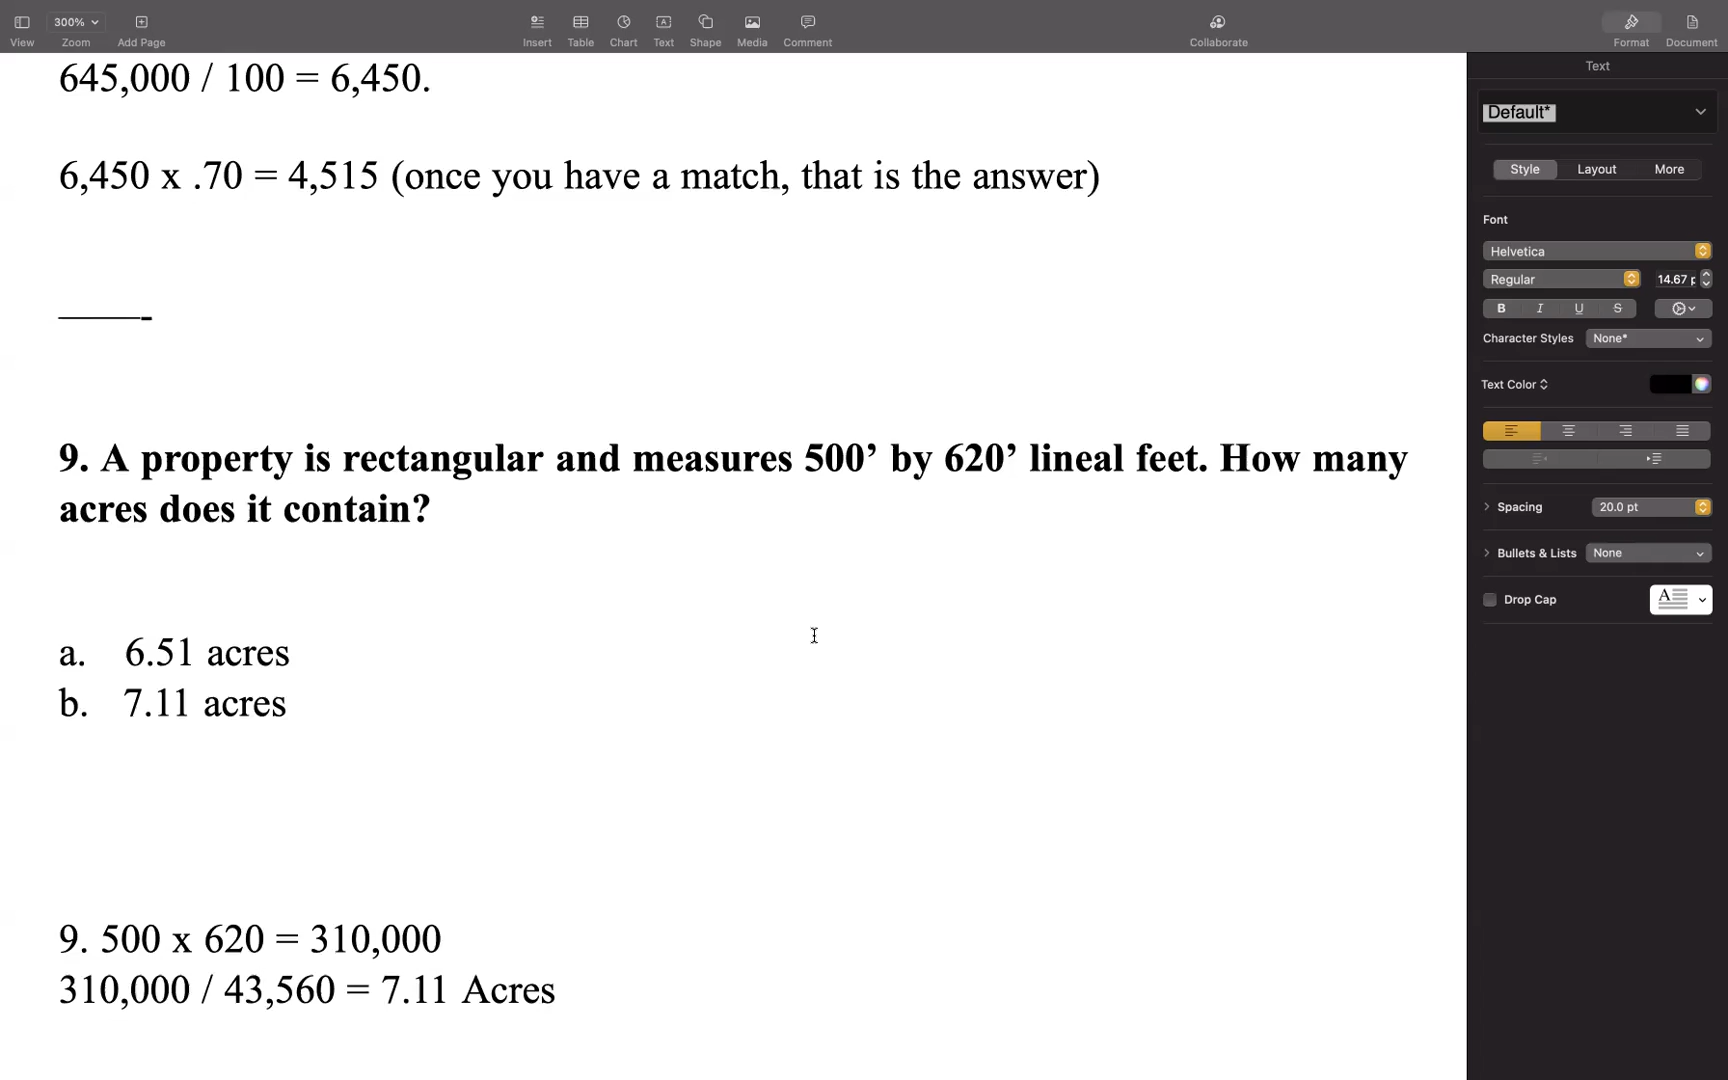 300%
View
Zoom
Add Page
Insert
Table
Chart
Text
Shape
Media
Comment
Collaborate
Format
Document
645,000 / 100 = 6,450.
6,450 x .70 = 4,515 (once you have a match, that is the answer)
———-
9. A property is rectangular and measures 500’ by 620’ lineal feet. How many
acres does it contain?
a. 6.51 acres
b. 7.11 acres
9. 500 x 620 = 310,000
310,000 / 43,560 = 7.11 Acres
Text
Default*
Style
Layout
More
Font
Helvetica
Regular
14.67 p
B I U S
Character Styles
None*
Text Color
Spacing
20.0 pt
Bullets & Lists
None
Drop Cap
A